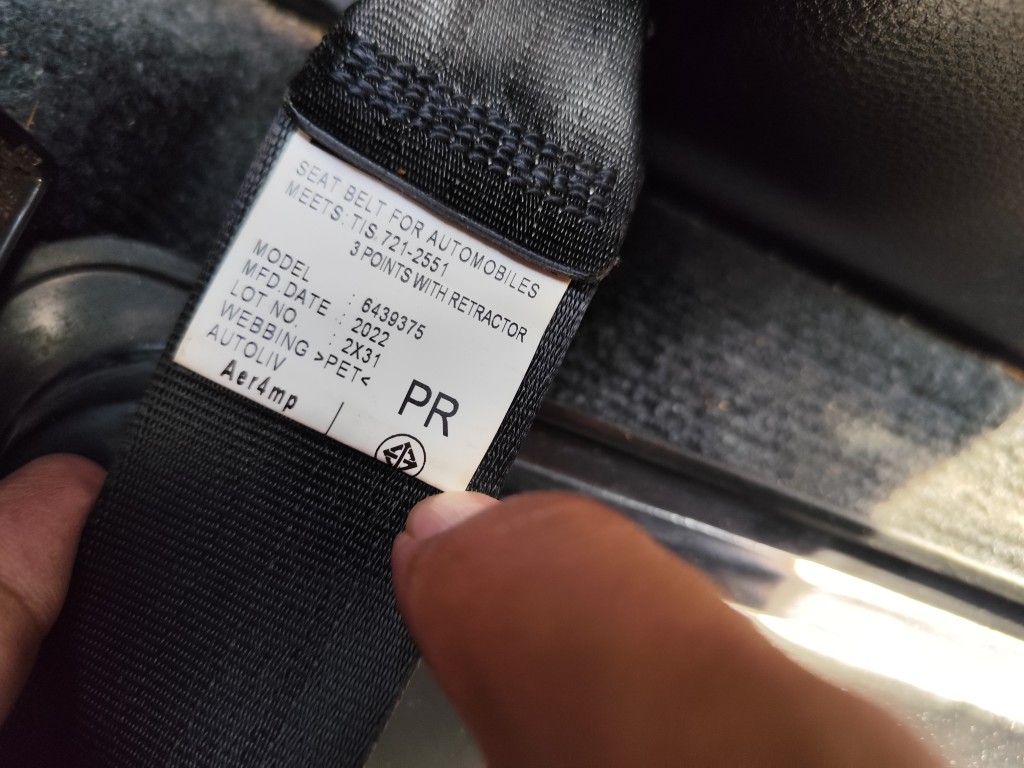 SEAT BELT FOR AUTOMOBILES
MEETS: TIS 721-2551
3 POINTS WITH RETRACTOR
MODEL : 6439375
MFD.DATE : 2022
LOT NO. : 2X31
WEBBING >PET<
AUTOLIV
PR
Aer4mp